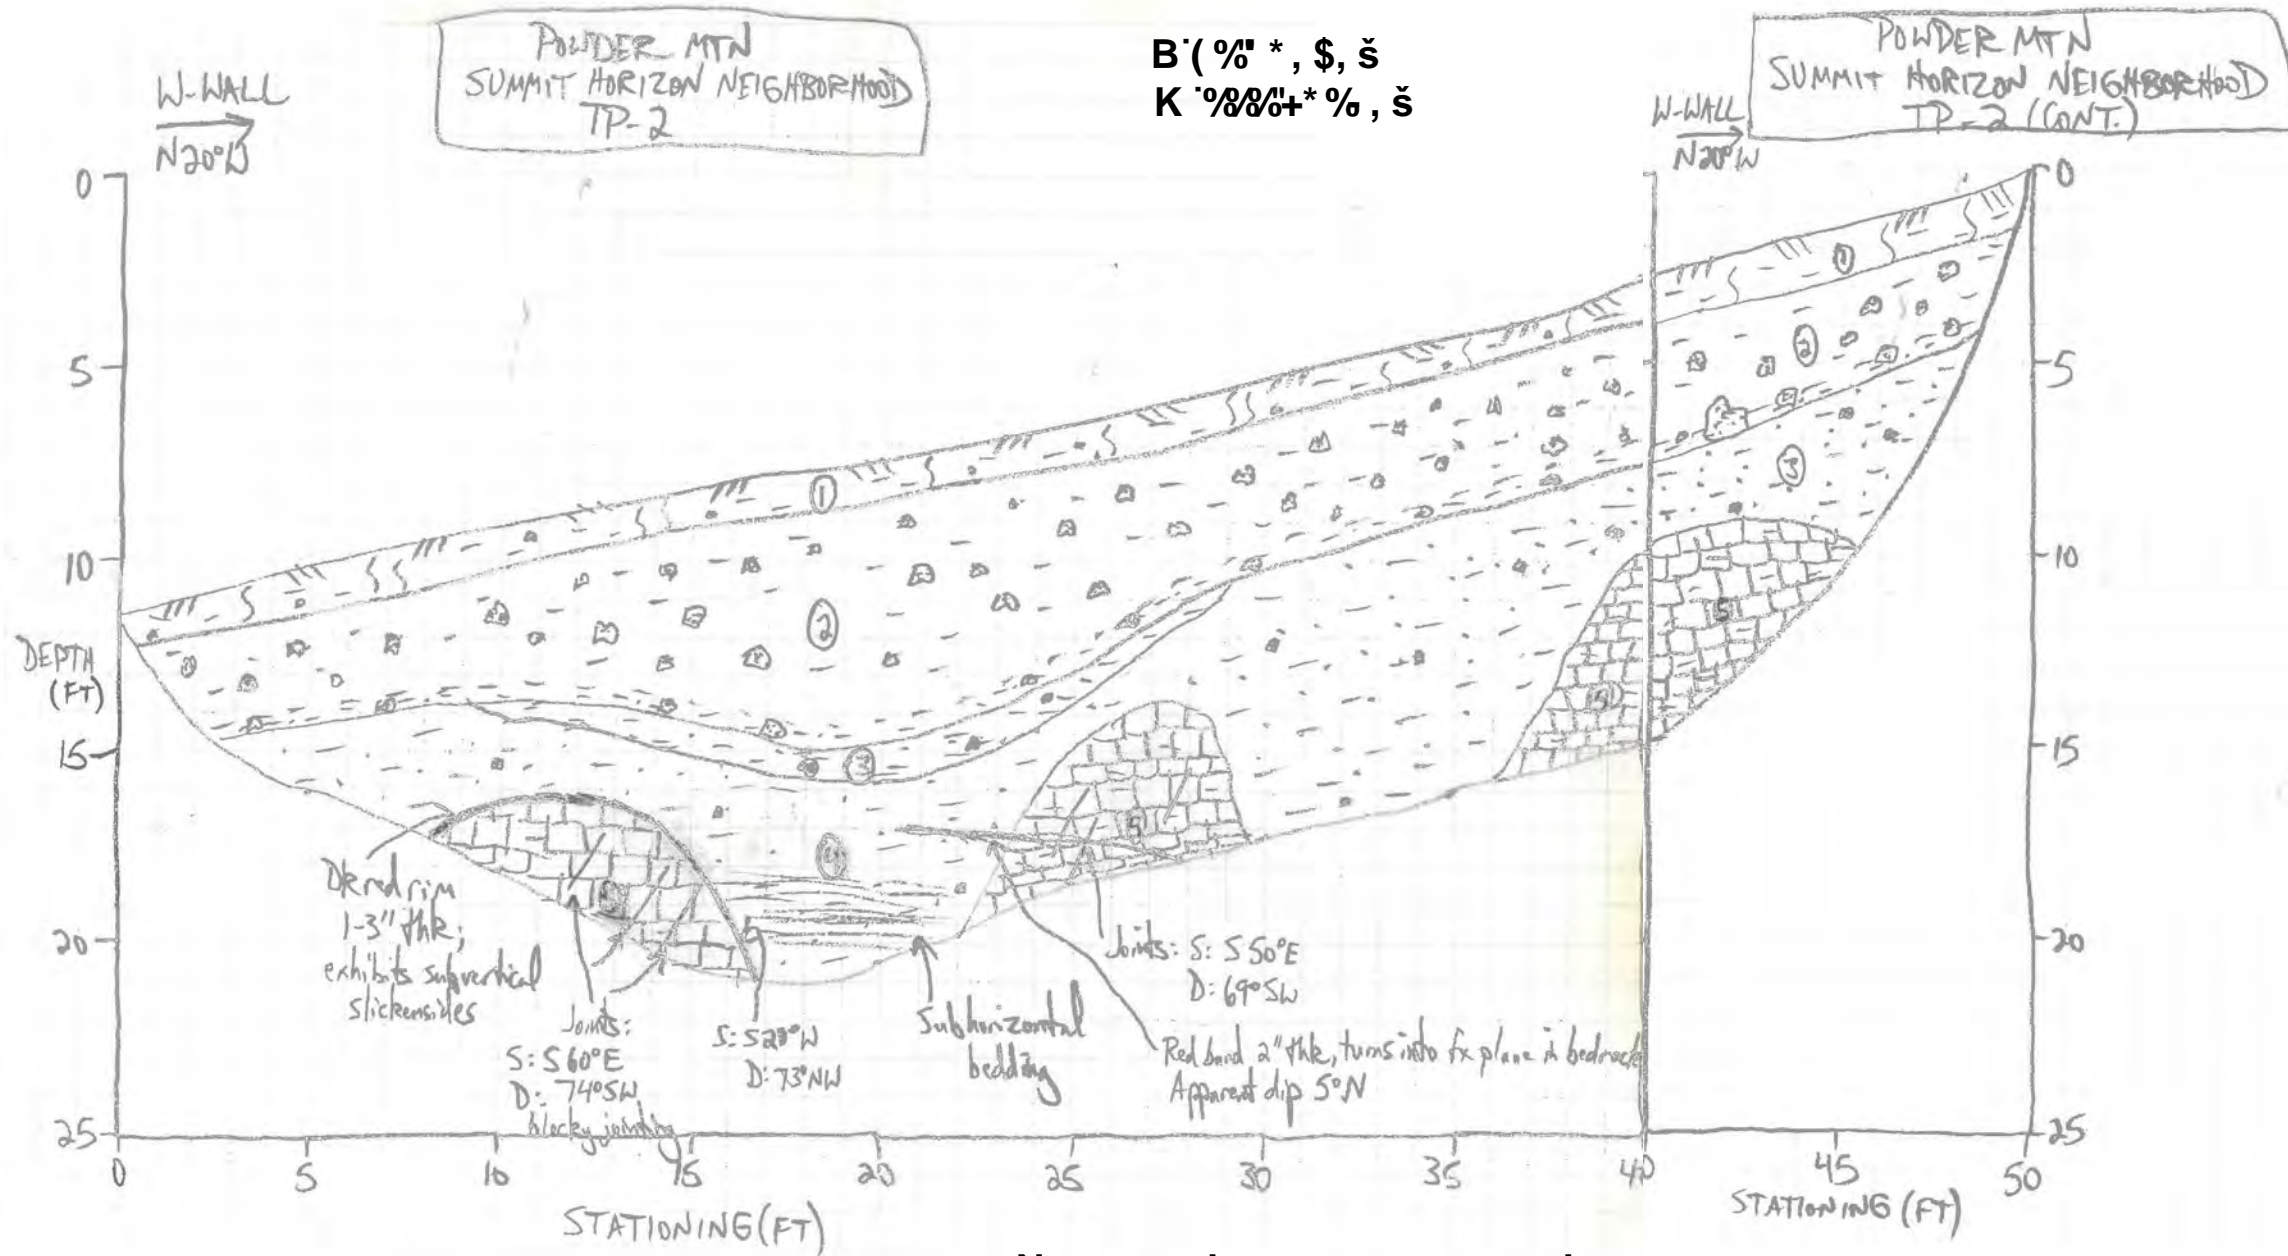 POWDER MTN
SUMMIT HORIZON NEIGHBORHOOD
TP-2
W-WALL
N20°W
B˙( %" * , $, š
K ˙%%%"+* % , š
POWDER MTN
SUMMIT HORIZON NEIGHBORHOOD
TP-2 (CONT.)
W-WALL
N20°W
0
5
10
DEPTH
(FT)
15
20
25
0
5
10
15
20
25
1
1
2
2
3
3
4
5
5
5
5
Dk red rim
1-3" thk,
exhibits subvertical
slickensides
Joints:
S: S60°E
D: 74°SW
blocky jointing
D: 73°NW
Subhorizontal
bedding
Joints: S: S50°E
D: 69°SW
Red band 2" thk, turns into fx plane in bedrock
Apparent dip 5°N
0
5
10
15
20
25
30
35
40
45
50
STATIONING (FT)
STATIONING (FT)